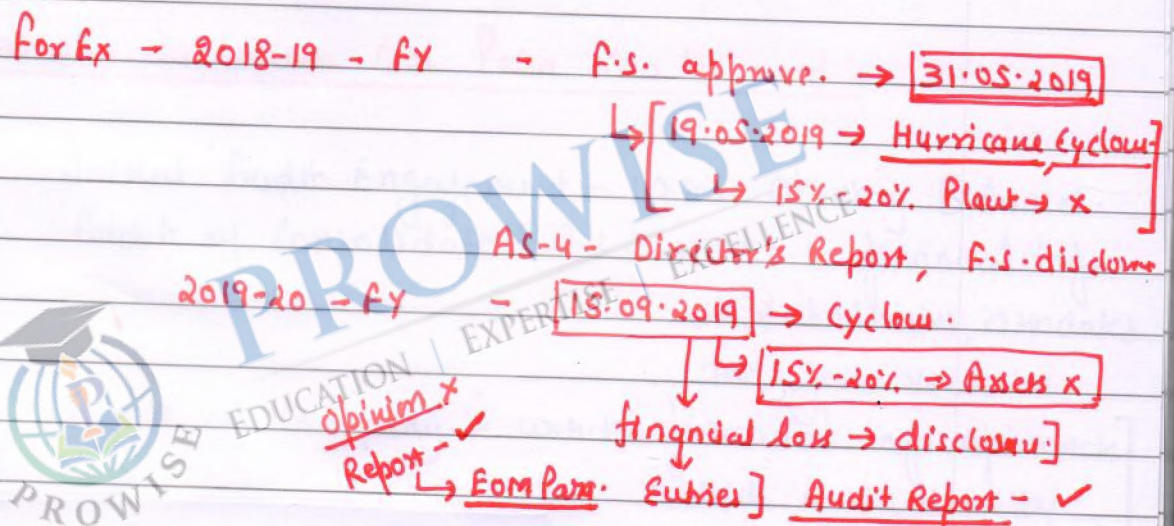 For Ex - 2018-19 - FY - F.S. approve. → 31.05.2019
↳ [19.05.2019 → Hurricane, Cyclone]
↳ 15%-20% Plant → x
AS-4 - Director's Report, F.S. disclosure
2019-20 - FY - 15.09.2019 → Cyclone.
↳ 15%-20% → Assets x
Opinion x
financial loss → disclosure]
Report - ✓
↳ EOM Para. Entries] Audit Report - ✓
PROWISE
EDUCATION | EXPERTISE | EXCELLENCE
PROWISE